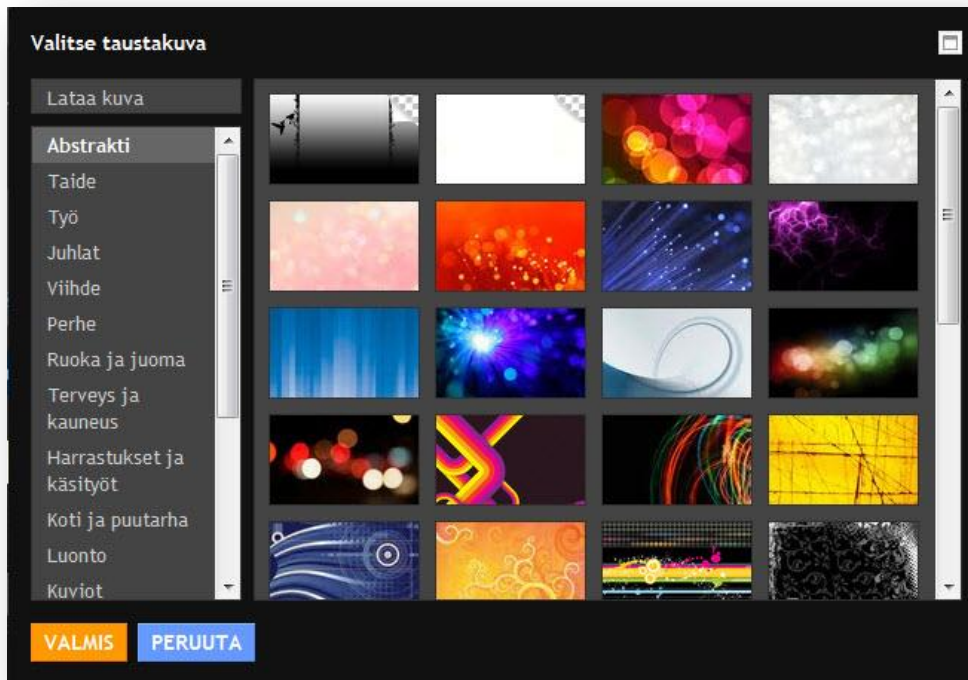 Valitse taustakuva
Lataa kuva
Abstrakti
Taide
Työ
Juhlat
Viihde
Perhe
Ruoka ja juoma
Terveys ja
kauneus
Harrastukset ja
käsityöt
Koti ja puutarha
Luonto
Kuviot
VALMIS
PERUUTA